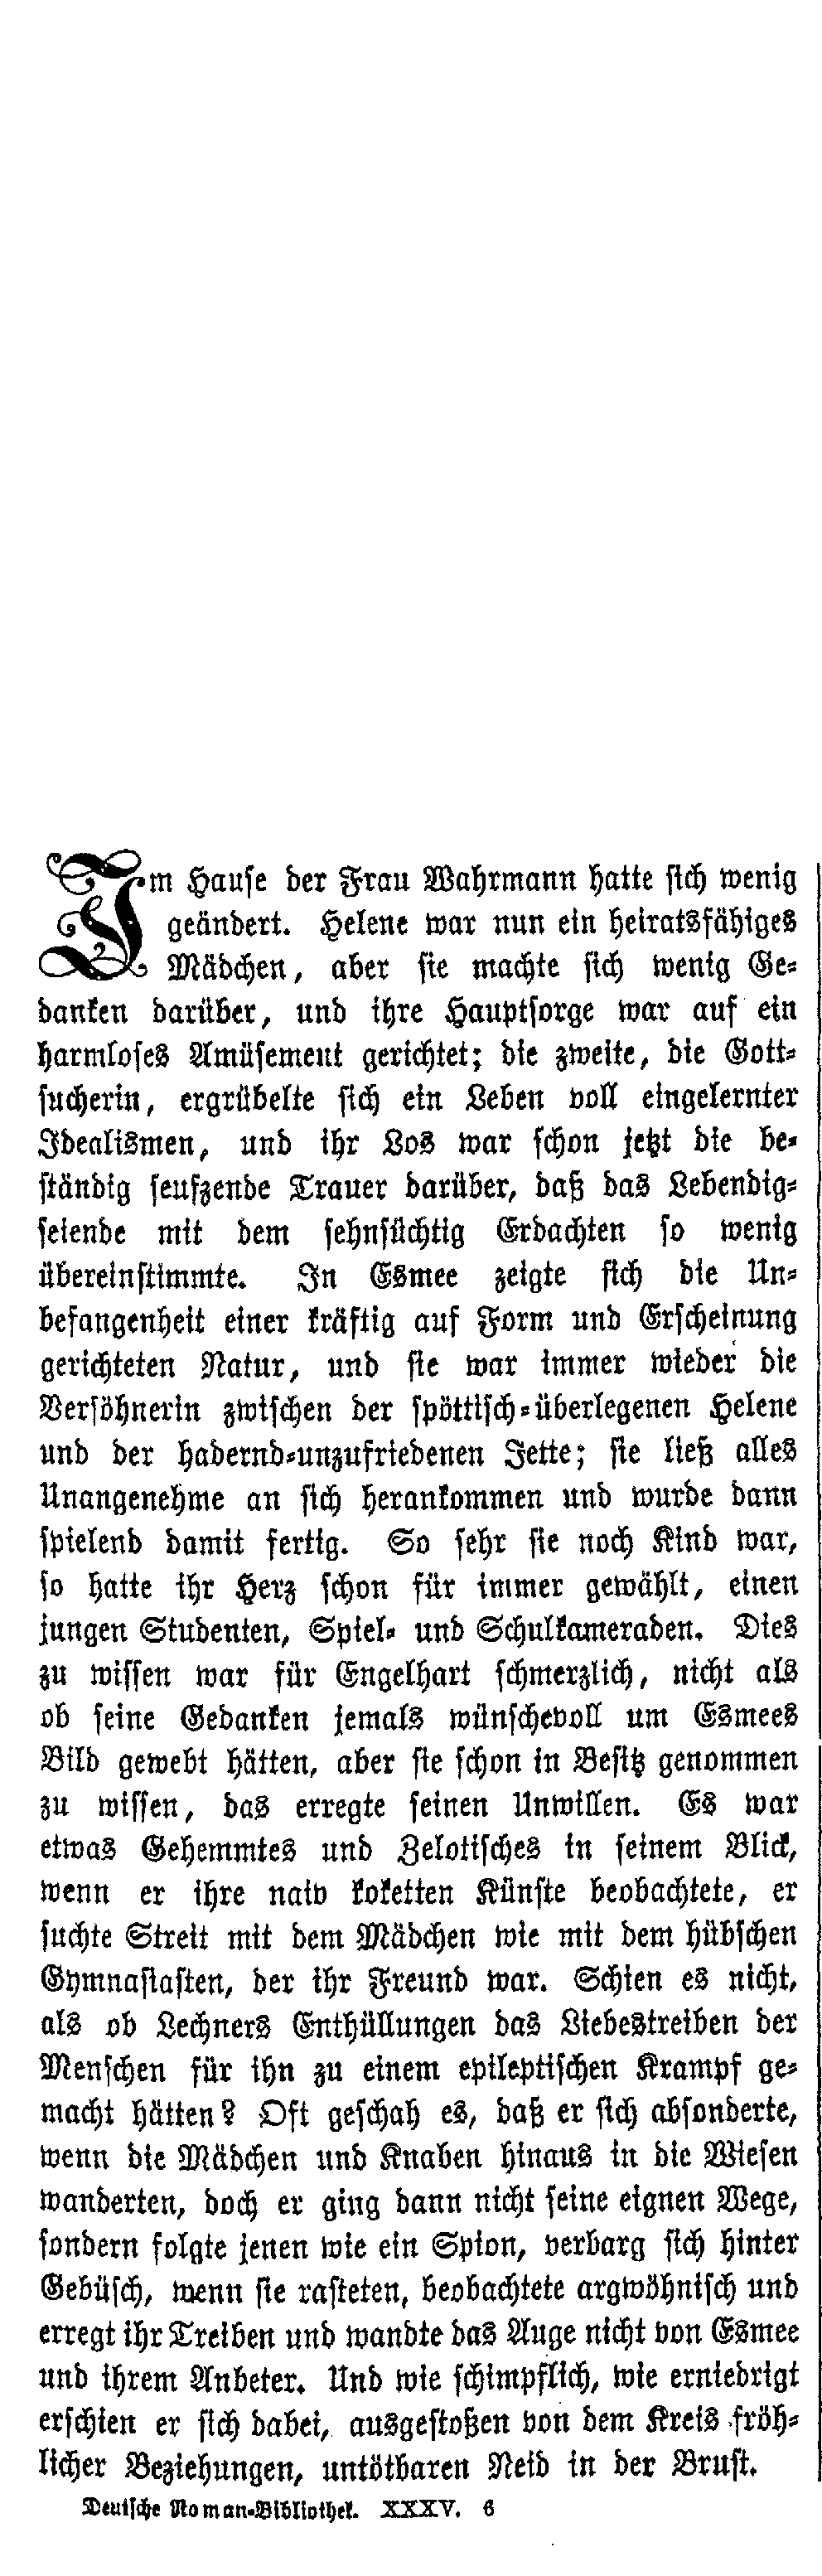 Im Hause der Frau Wahrmann hatte sich wenig
geändert. Helene war nun ein heiratsfähiges
Mädchen, aber sie machte sich wenig Ge-
danken darüber, und ihre Hauptsorge war auf ein
harmloses Amüsement gerichtet; die zweite, die Gott-
sucherin, ergrübelte sich ein Leben voll eingelernter
Idealismen, und ihr Los war schon jetzt die be-
ständig seufzende Trauer darüber, daß das Lebendig-
seiende mit dem sehnsüchtig Erdachten so wenig
übereinstimmte. In Esmee zeigte sich die Un-
befangenheit einer kräftig auf Form und Erscheinung
gerichteten Natur, und sie war immer wieder die
Versöhnerin zwischen der spöttisch-überlegenen Helene
und der hadernd-unzufriedenen Jette; sie ließ alles
Unangenehme an sich herankommen und wurde dann
spielend damit fertig. So sehr sie noch Kind war,
so hatte ihr Herz schon für immer gewählt, einen
jungen Studenten, Spiel- und Schulkameraden. Dies
zu wissen war für Engelhart schmerzlich, nicht als
ob seine Gedanken jemals wünschevoll um Esmees
Bild gewebt hätten, aber sie schon in Besitz genommen
zu wissen, das erregte seinen Unwillen. Es war
etwas Gehemmtes und Zelotisches in seinem Blick,
wenn er ihre naiv koketten Künste beobachtete, er
suchte Streit mit dem Mädchen wie mit dem hübschen
Gymnasiasten, der ihr Freund war. Schien es nicht,
als ob Lechners Enthüllungen das Liebestreiben der
Menschen für ihn zu einem epileptischen Krampf ge-
macht hätten? Oft geschah es, daß er sich absonderte,
wenn die Mädchen und Knaben hinaus in die Wiesen
wanderten, doch er ging dann nicht seine eignen Wege,
sondern folgte jenen wie ein Spion, verbarg sich hinter
Gebüsch, wenn sie rasteten, beobachtete argwöhnisch und
erregt ihr Treiben und wandte das Auge nicht von Esmee
und ihrem Anbeter. Und wie schimpflich, wie erniedrigt
erschien er sich dabei, ausgestoßen von dem Kreis fröh-
licher Beziehungen, untötbaren Neid in der Brust.
Deutsche Roman-Bibliothek. XXXV. 6